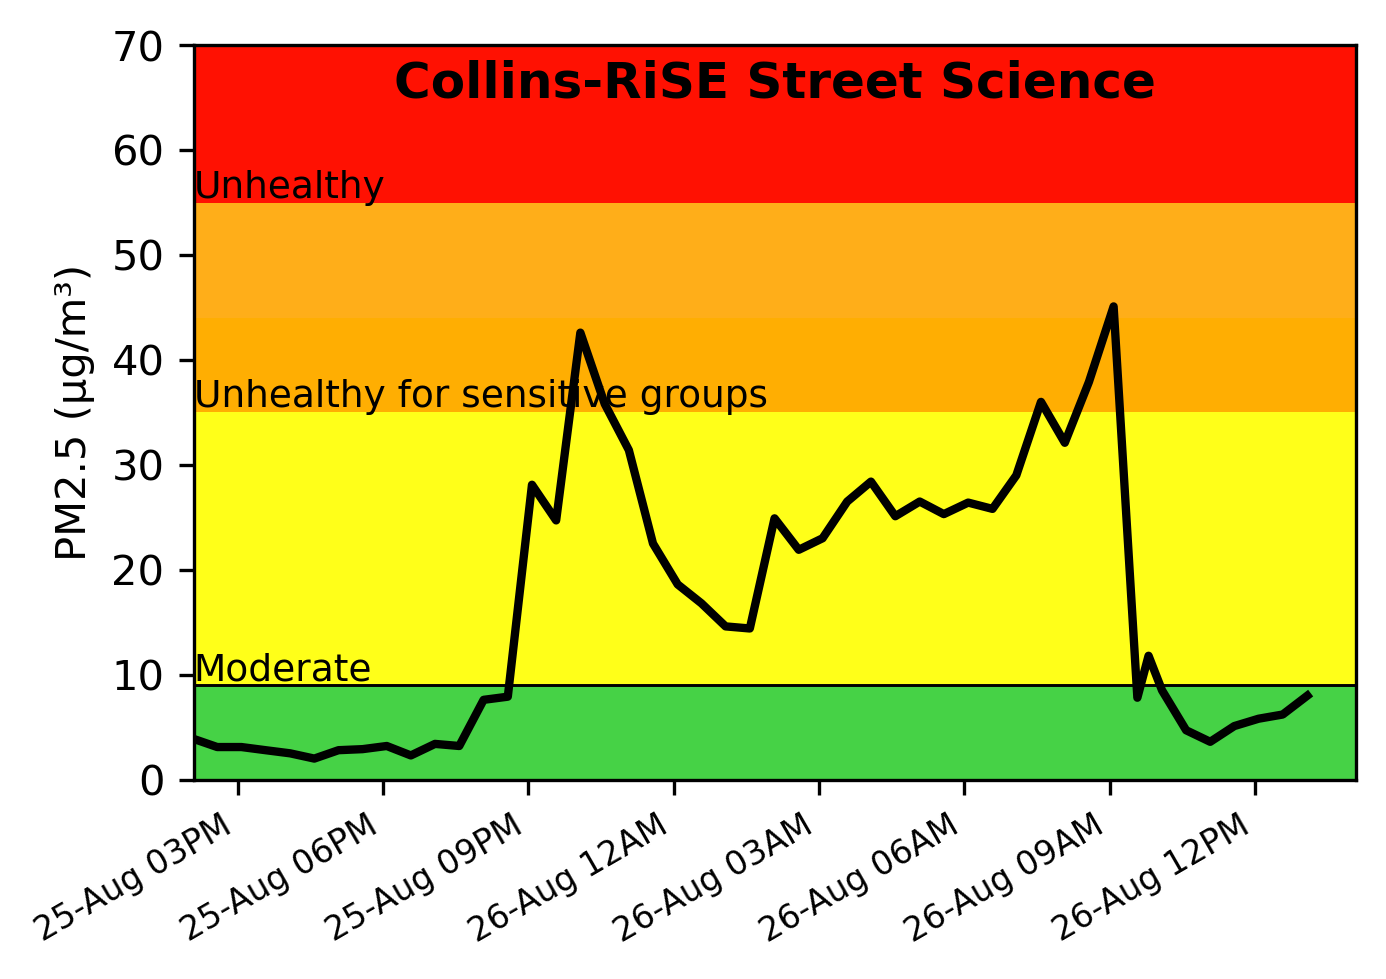 Collins-RiSE Street Science
70
60
Unhealthy
50
40
Unhealthy for sensitive groups
30
20
Moderate
10
0
PM2.5 (µg/m³)
25-Aug 03PM
25-Aug 06PM
25-Aug 09PM
26-Aug 12AM
26-Aug 03AM
26-Aug 06AM
26-Aug 09AM
26-Aug 12PM